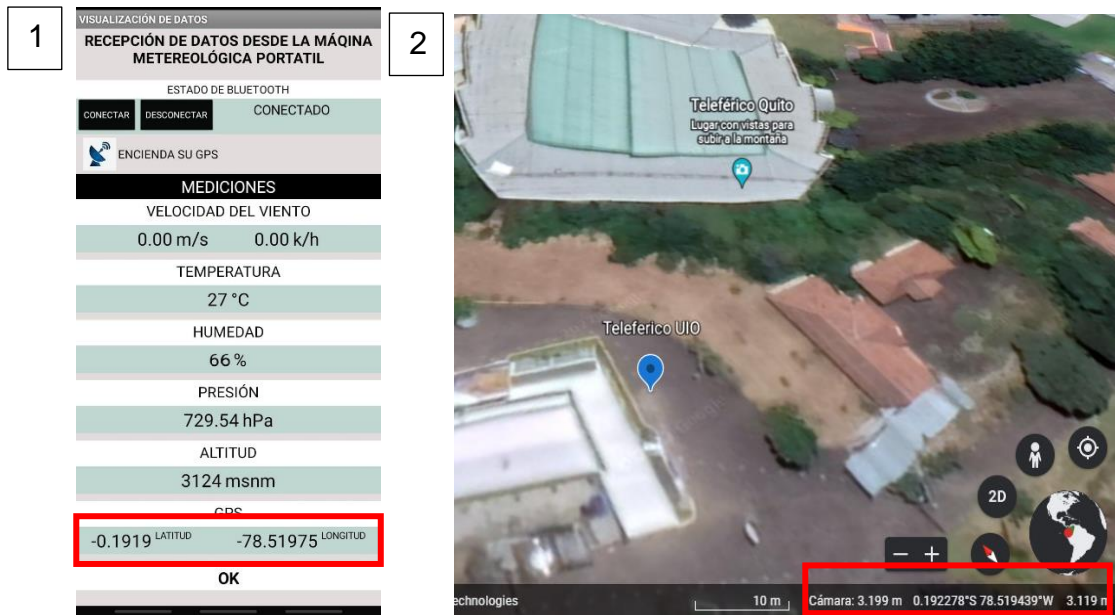 1
VISUALIZACIÓN DE DATOS
RECEPCIÓN DE DATOS DESDE LA MÁQINA
METEREOLÓGICA PORTATIL
ESTADO DE BLUETOOTH
CONECTAR DESCONECTAR CONECTADO
ENCIENDA SU GPS
MEDICIONES
VELOCIDAD DEL VIENTO
0.00 m/s 0.00 k/h
TEMPERATURA
27 °C
HUMEDAD
66 %
PRESIÓN
729.54 hPa
ALTITUD
3124 msnm
GPS
-0.1919 LATITUD -78.51975 LONGITUD
OK
2
Teleférico Quito
Lugar con vistas para
subir a la montaña
Teleferico UIO
2D
echnologies 10 m Cámara: 3.199 m 0.192278°S 78.519439°W 3.119 m